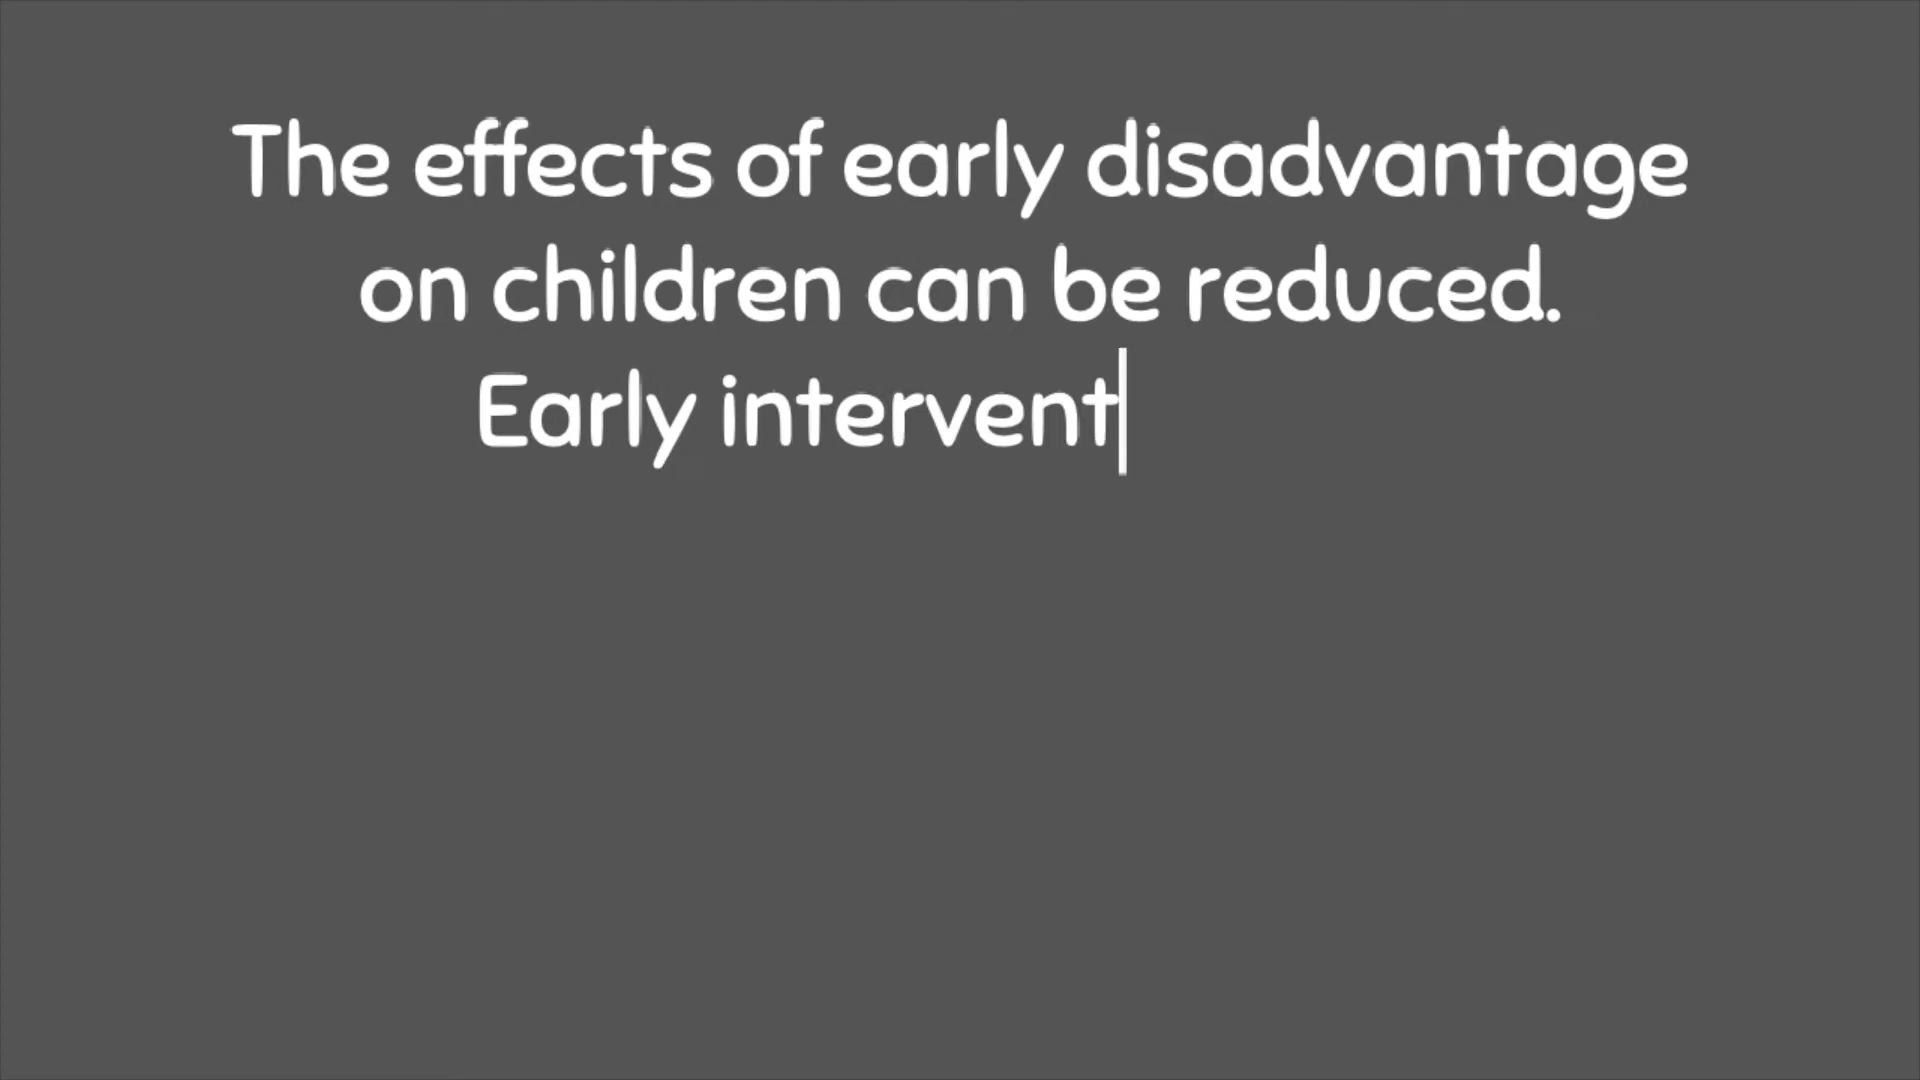 The effects of early disadvantage
on children can be reduced.
Early intervent